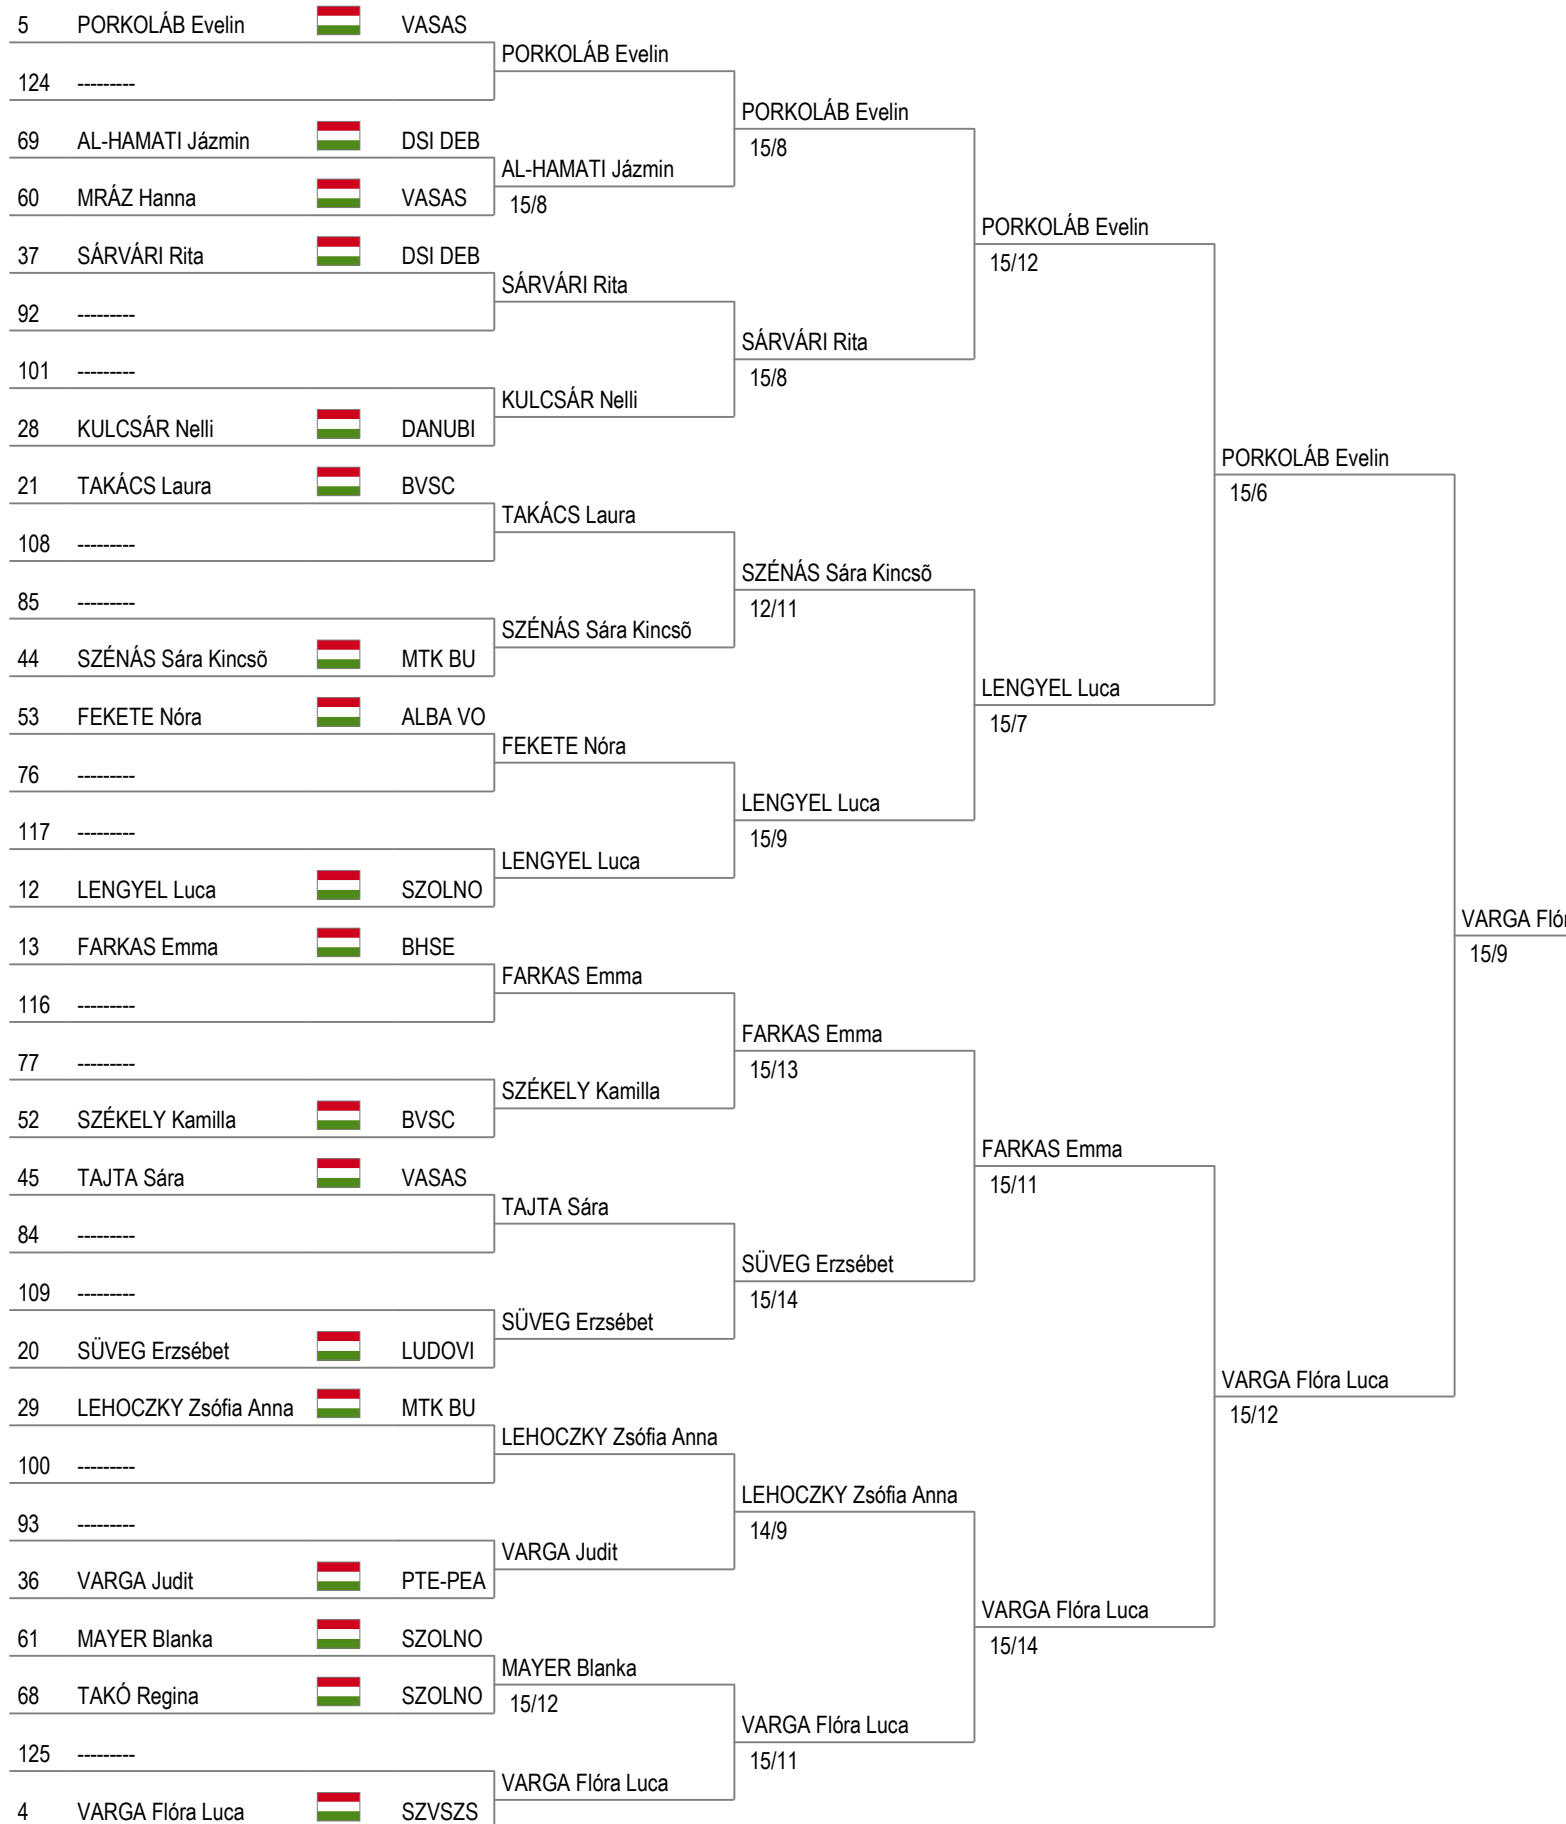 5 PORKOLÁB Evelin VASAS
PORKOLÁB Evelin
124 ---------
PORKOLÁB Evelin
15/8
69 AL-HAMATI Jázmin DSI DEB
AL-HAMATI Jázmin
15/8
60 MRÁZ Hanna VASAS
PORKOLÁB Evelin
15/12
37 SÁRVÁRI Rita DSI DEB
SÁRVÁRI Rita
92 ---------
SÁRVÁRI Rita
15/8
101 ---------
KULCSÁR Nelli
28 KULCSÁR Nelli DANUBI
PORKOLÁB Evelin
15/6
21 TAKÁCS Laura BVSC
TAKÁCS Laura
108 ---------
SZÉNÁS Sára Kincsõ
12/11
85 ---------
SZÉNÁS Sára Kincsõ
44 SZÉNÁS Sára Kincsõ MTK BU
LENGYEL Luca
15/7
53 FEKETE Nóra ALBA VO
FEKETE Nóra
76 ---------
LENGYEL Luca
15/9
117 ---------
LENGYEL Luca
12 LENGYEL Luca SZOLNO
VARGA Flór
15/9
13 FARKAS Emma BHSE
FARKAS Emma
116 ---------
FARKAS Emma
15/13
77 ---------
SZÉKELY Kamilla
52 SZÉKELY Kamilla BVSC
FARKAS Emma
15/11
45 TAJTA Sára VASAS
TAJTA Sára
84 ---------
SÜVEG Erzsébet
15/14
109 ---------
SÜVEG Erzsébet
20 SÜVEG Erzsébet LUDOVI
VARGA Flóra Luca
15/12
29 LEHOCZKY Zsófia Anna MTK BU
LEHOCZKY Zsófia Anna
100 ---------
LEHOCZKY Zsófia Anna
14/9
93 ---------
VARGA Judit
36 VARGA Judit PTE-PEA
VARGA Flóra Luca
15/14
61 MAYER Blanka SZOLNO
MAYER Blanka
15/12
68 TAKÓ Regina SZOLNO
VARGA Flóra Luca
15/11
125 ---------
VARGA Flóra Luca
4 VARGA Flóra Luca SZVSZS